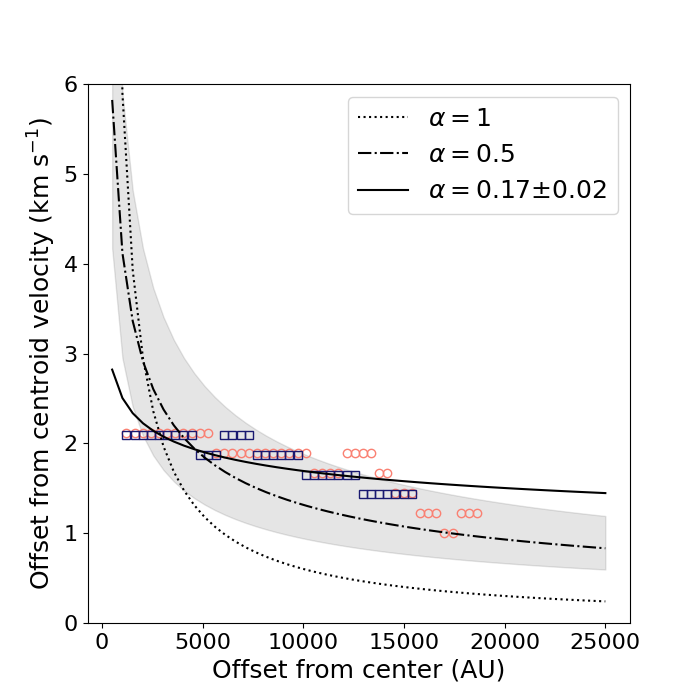 α = 1
α = 0.5
α = 0.17±0.02
6
5
4
3
2
1
0
Offset from centroid velocity (km s⁻¹)
0 5000 10000 15000 20000 25000
Offset from center (AU)